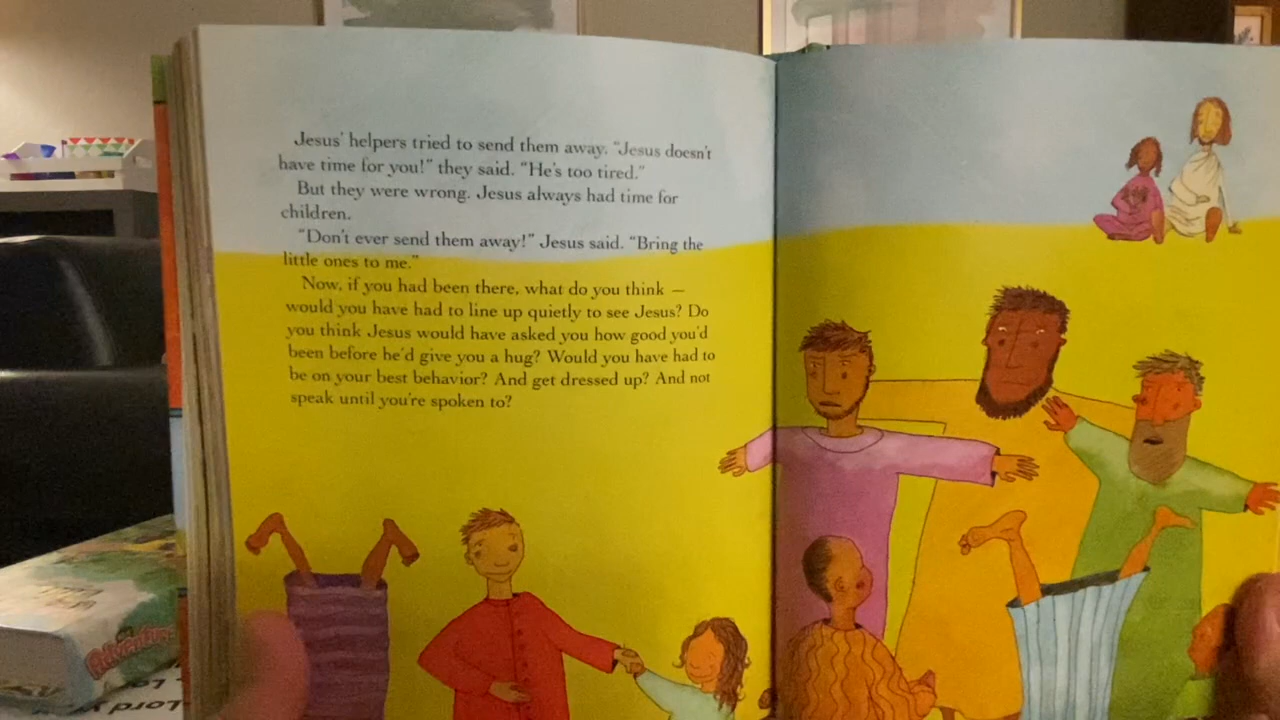 Jesus' helpers tried to send them away. "Jesus doesn't
have time for you!" they said. "He's too tired."
But they were wrong. Jesus always had time for
children.
"Don't ever send them away!" Jesus said. "Bring the
little ones to me."
Now, if you had been there, what do you think —
would you have had to line up quietly to see Jesus? Do
you think Jesus would have asked you how good you'd
been before he'd give you a hug? Would you have had to
be on your best behavior? And get dressed up? And not
speak until you're spoken to?
Adventure